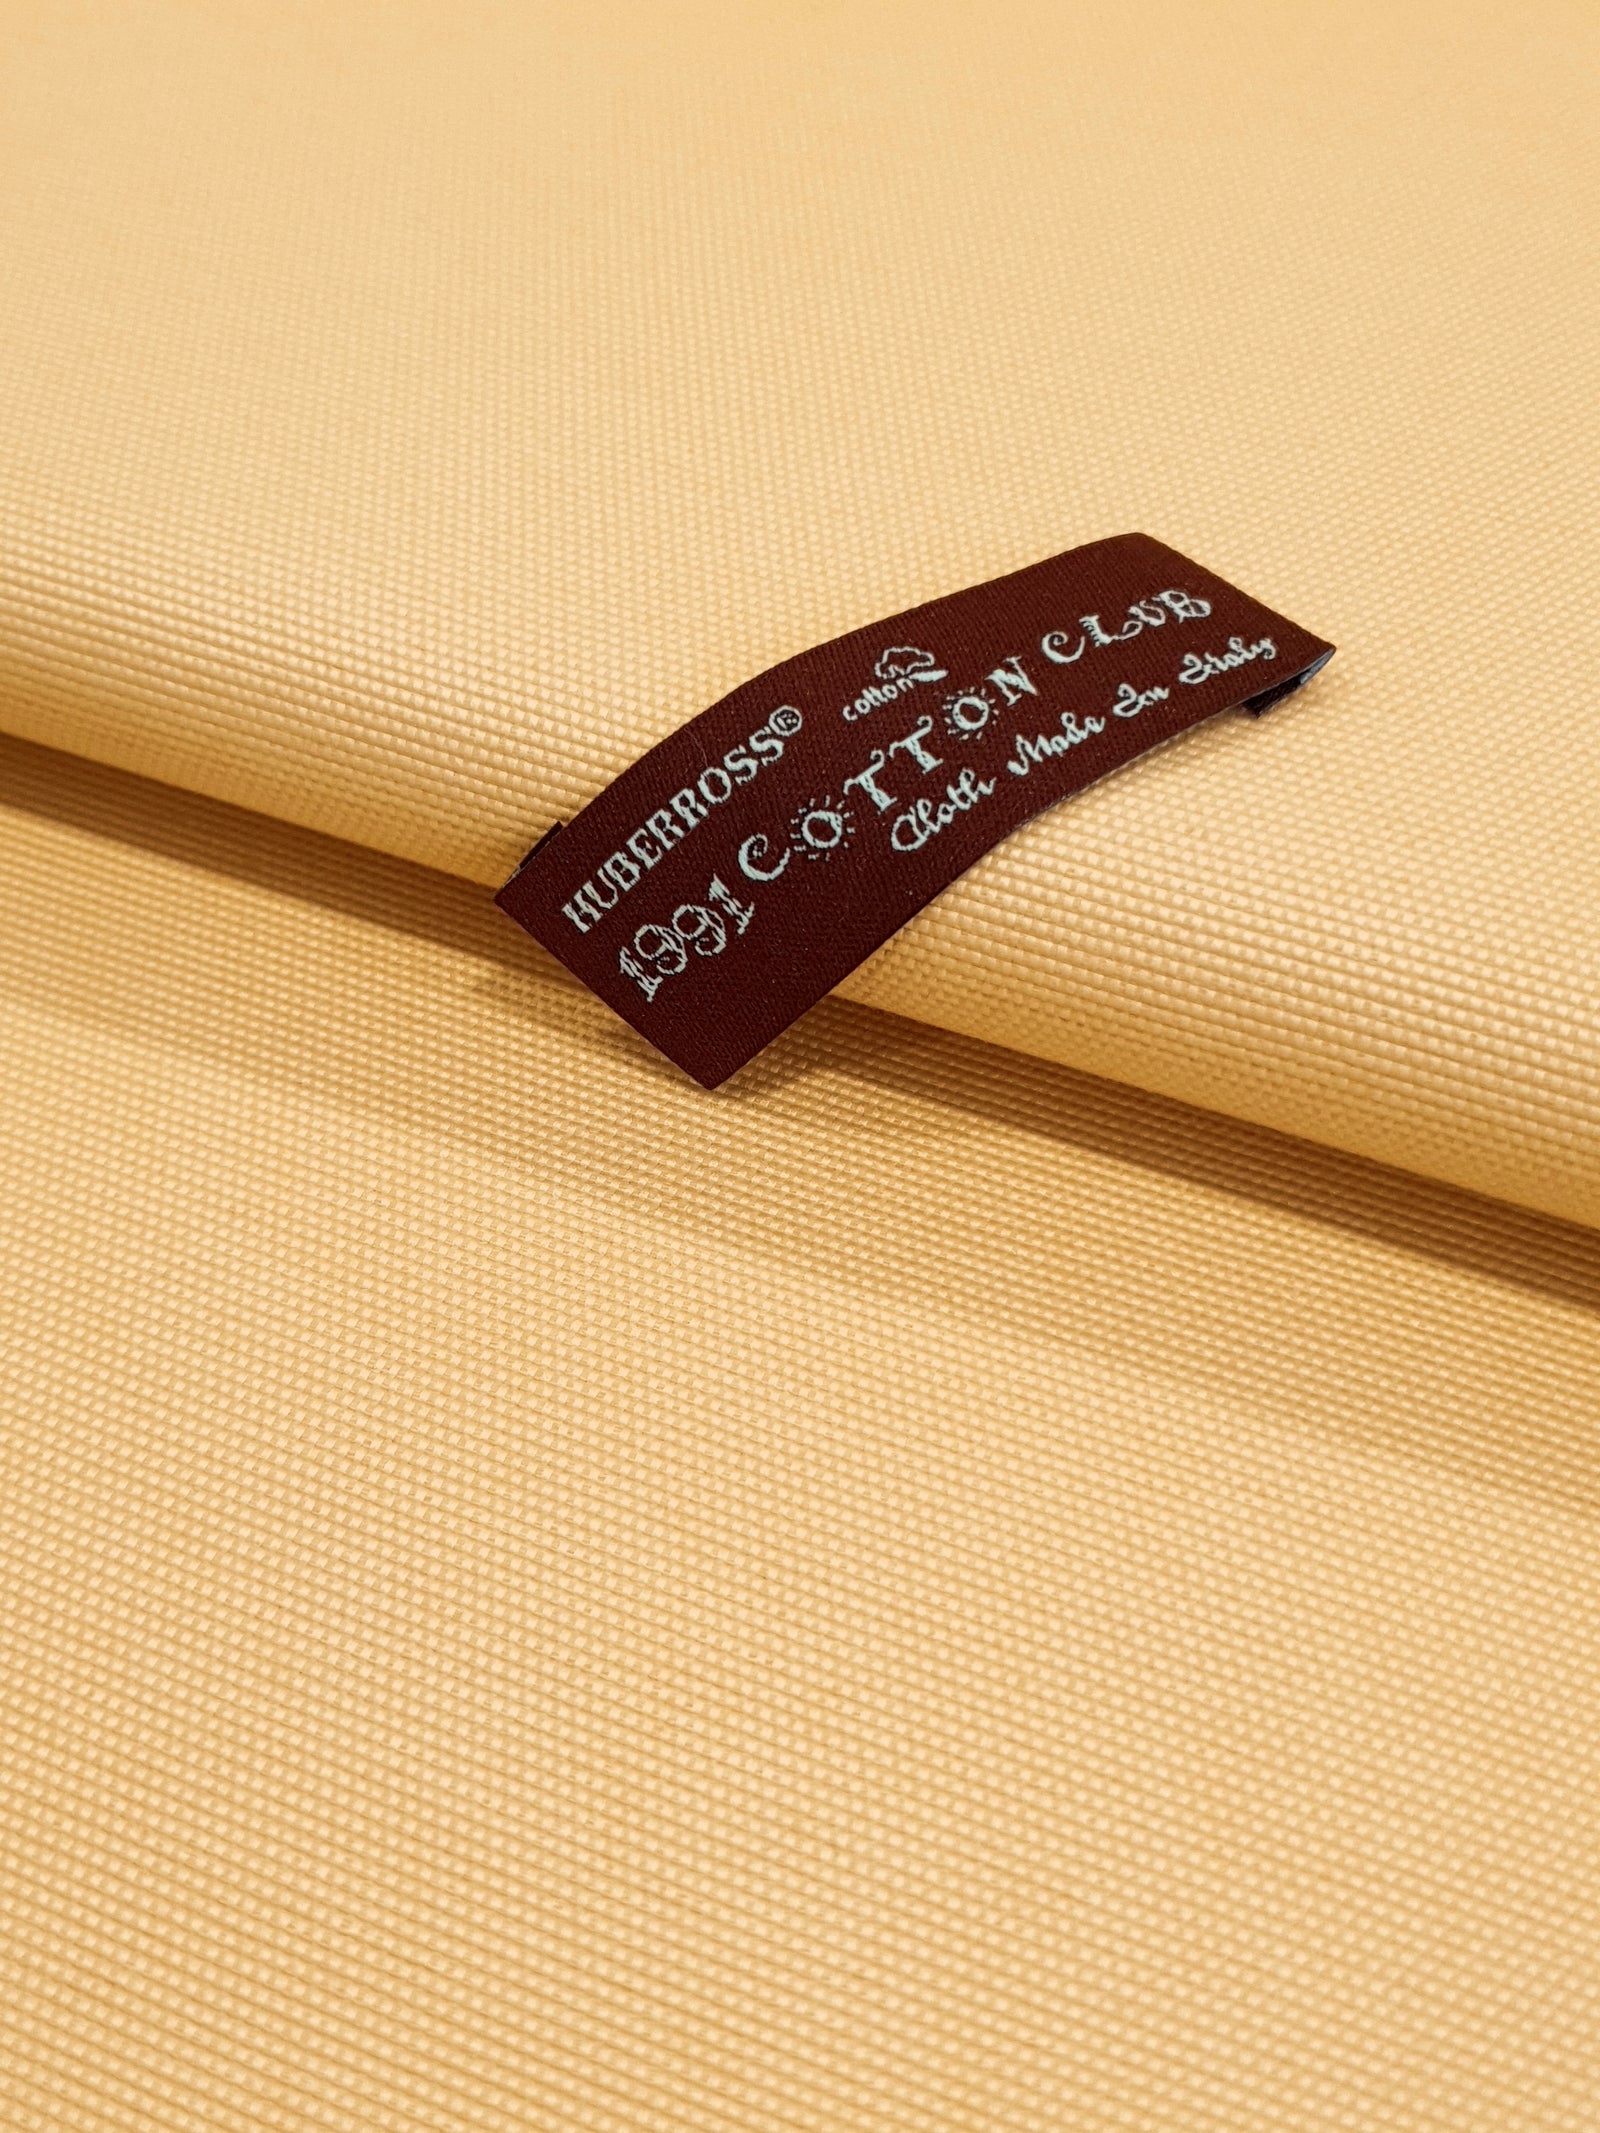 HUBERROSS®
cotton
1991 COTTON CLUB
Cloth Made In Italy